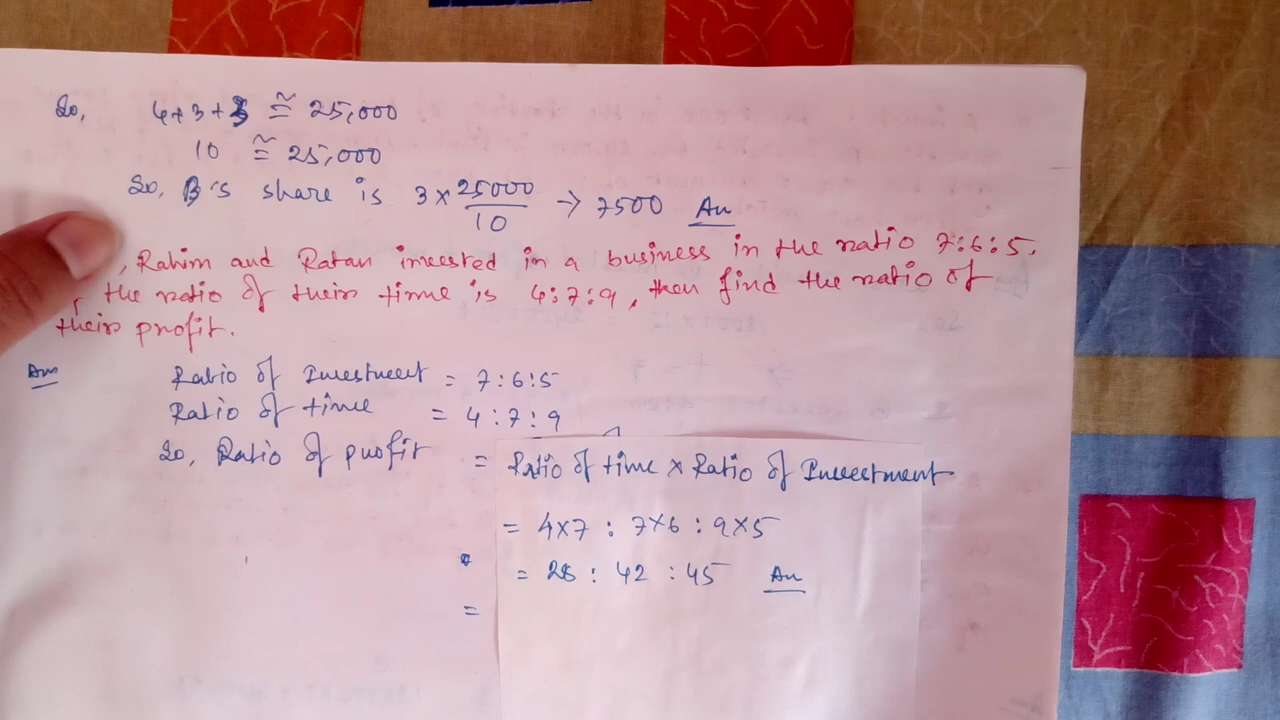 So, 4+3+3 ≅ 25,000
10 ≅ 25,000
So, B's share is 3 × 25000/10 → 7500 An
, Rahim and Ratan invested in a business in the ratio 7:6:5.
the ratio of their time is 4:7:9, then find the ratio of
their profit.
Ans Ratio of Investment = 7:6:5
Ratio of time = 4:7:9
So, Ratio of profit = Ratio of time × Ratio of Investment
= 4×7 : 7×6 : 9×5
= 28 : 42 : 45 An
=